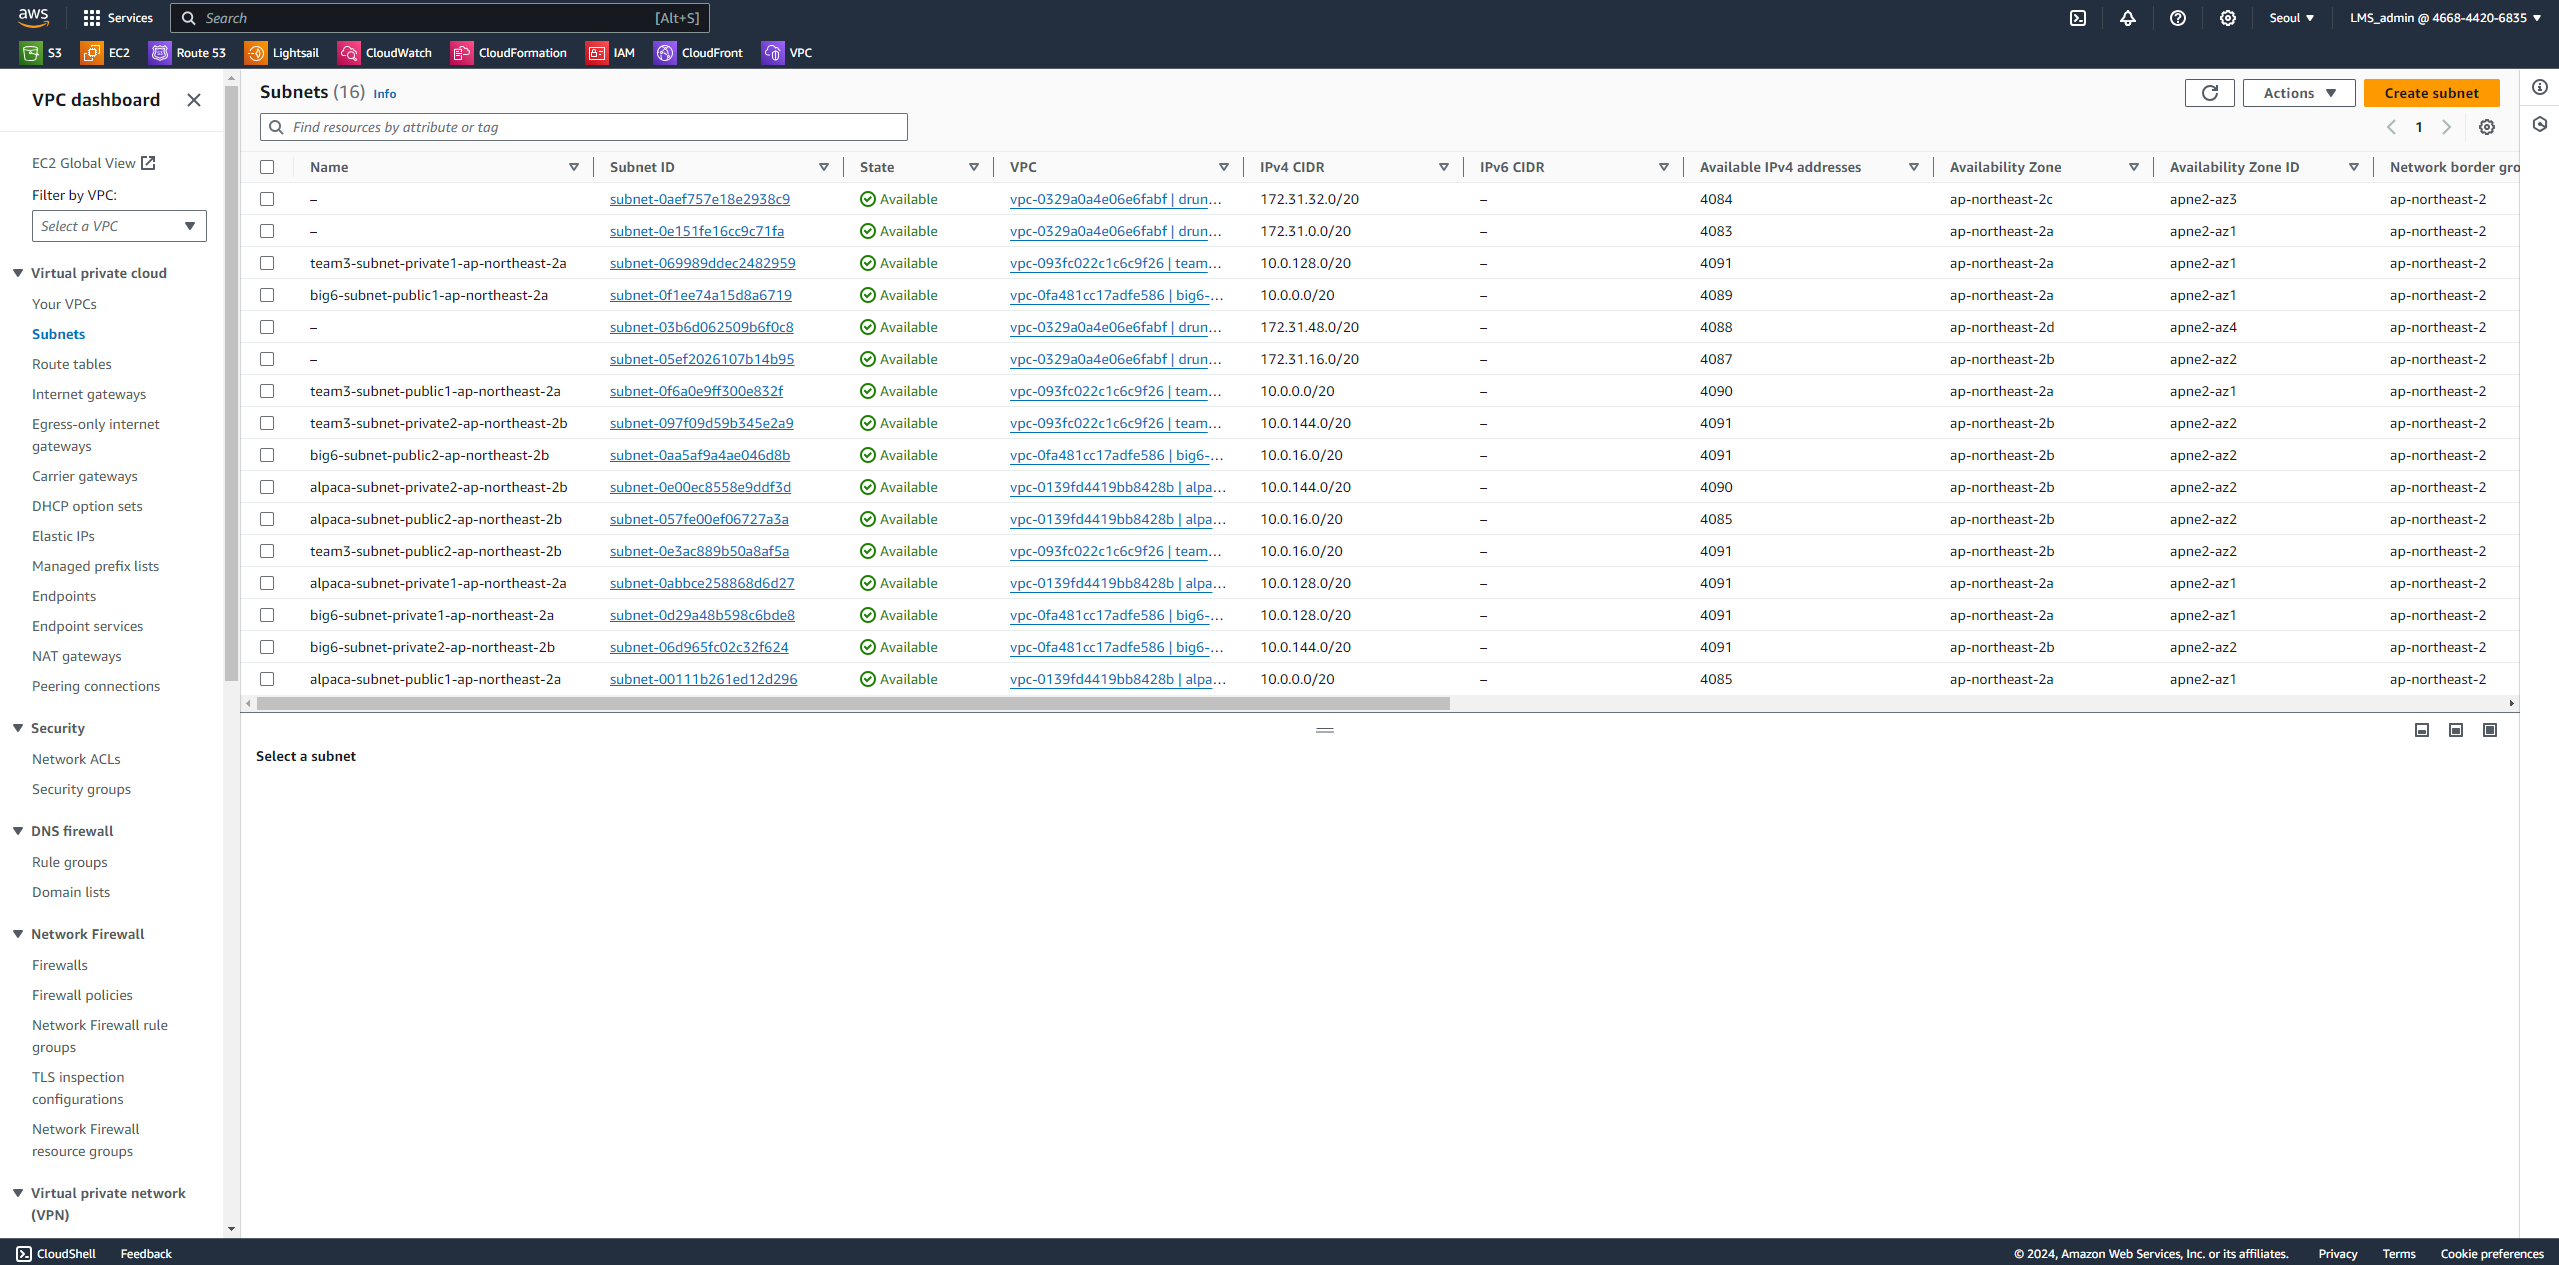 aws Services Search [Alt+S] Seoul LMS_admin @ 4668-4420-6835
S3 EC2 Route 53 Lightsail CloudWatch CloudFormation IAM CloudFront VPC
VPC dashboard
EC2 Global View
Filter by VPC:
Select a VPC
Virtual private cloud
Your VPCs
Subnets
Route tables
Internet gateways
Egress-only internet
gateways
Carrier gateways
DHCP option sets
Elastic IPs
Managed prefix lists
Endpoints
Endpoint services
NAT gateways
Peering connections
Security
Network ACLs
Security groups
DNS firewall
Rule groups
Domain lists
Network Firewall
Firewalls
Firewall policies
Network Firewall rule
groups
TLS inspection
configurations
Network Firewall
resource groups
Virtual private network
(VPN)
Subnets (16) Info
Actions Create subnet
Find resources by attribute or tag
1
Name Subnet ID State VPC IPv4 CIDR IPv6 CIDR Available IPv4 addresses Availability Zone Availability Zone ID Network border gro
– subnet-0aef757e18e2938c9 Available vpc-0329a0a4e06e6fabf | drun... 172.31.32.0/20 – 4084 ap-northeast-2c apne2-az3 ap-northeast-2
– subnet-0e151fe16cc9c71fa Available vpc-0329a0a4e06e6fabf | drun... 172.31.0.0/20 – 4083 ap-northeast-2a apne2-az1 ap-northeast-2
team3-subnet-private1-ap-northeast-2a subnet-069989ddec2482959 Available vpc-093fc022c1c6c9f26 | team... 10.0.128.0/20 – 4091 ap-northeast-2a apne2-az1 ap-northeast-2
big6-subnet-public1-ap-northeast-2a subnet-0f1ee74a15d8a6719 Available vpc-0fa481cc17adfe586 | big6-... 10.0.0.0/20 – 4089 ap-northeast-2a apne2-az1 ap-northeast-2
– subnet-03b6d062509b6f0c8 Available vpc-0329a0a4e06e6fabf | drun... 172.31.48.0/20 – 4088 ap-northeast-2d apne2-az4 ap-northeast-2
– subnet-05ef2026107b14b95 Available vpc-0329a0a4e06e6fabf | drun... 172.31.16.0/20 – 4087 ap-northeast-2b apne2-az2 ap-northeast-2
team3-subnet-public1-ap-northeast-2a subnet-0f6a0e9ff300e832f Available vpc-093fc022c1c6c9f26 | team... 10.0.0.0/20 – 4090 ap-northeast-2a apne2-az1 ap-northeast-2
team3-subnet-private2-ap-northeast-2b subnet-097f09d59b345e2a9 Available vpc-093fc022c1c6c9f26 | team... 10.0.144.0/20 – 4091 ap-northeast-2b apne2-az2 ap-northeast-2
big6-subnet-public2-ap-northeast-2b subnet-0aa5af9a4ae046d8b Available vpc-0fa481cc17adfe586 | big6-... 10.0.16.0/20 – 4091 ap-northeast-2b apne2-az2 ap-northeast-2
alpaca-subnet-private2-ap-northeast-2b subnet-0e00ec8558e9ddf3d Available vpc-0139fd4419bb8428b | alpa... 10.0.144.0/20 – 4090 ap-northeast-2b apne2-az2 ap-northeast-2
alpaca-subnet-public2-ap-northeast-2b subnet-057fe00ef06727a3a Available vpc-0139fd4419bb8428b | alpa... 10.0.16.0/20 – 4085 ap-northeast-2b apne2-az2 ap-northeast-2
team3-subnet-public2-ap-northeast-2b subnet-0e3ac889b50a8af5a Available vpc-093fc022c1c6c9f26 | team... 10.0.16.0/20 – 4091 ap-northeast-2b apne2-az2 ap-northeast-2
alpaca-subnet-private1-ap-northeast-2a subnet-0abbce258868d6d27 Available vpc-0139fd4419bb8428b | alpa... 10.0.128.0/20 – 4091 ap-northeast-2a apne2-az1 ap-northeast-2
big6-subnet-private1-ap-northeast-2a subnet-0d29a48b598c6bde8 Available vpc-0fa481cc17adfe586 | big6-... 10.0.128.0/20 – 4091 ap-northeast-2a apne2-az1 ap-northeast-2
big6-subnet-private2-ap-northeast-2b subnet-06d965fc02c32f624 Available vpc-0fa481cc17adfe586 | big6-... 10.0.144.0/20 – 4091 ap-northeast-2b apne2-az2 ap-northeast-2
alpaca-subnet-public1-ap-northeast-2a subnet-00111b261ed12d296 Available vpc-0139fd4419bb8428b | alpa... 10.0.0.0/20 – 4085 ap-northeast-2a apne2-az1 ap-northeast-2
Select a subnet
CloudShell Feedback © 2024, Amazon Web Services, Inc. or its affiliates. Privacy Terms Cookie preferences